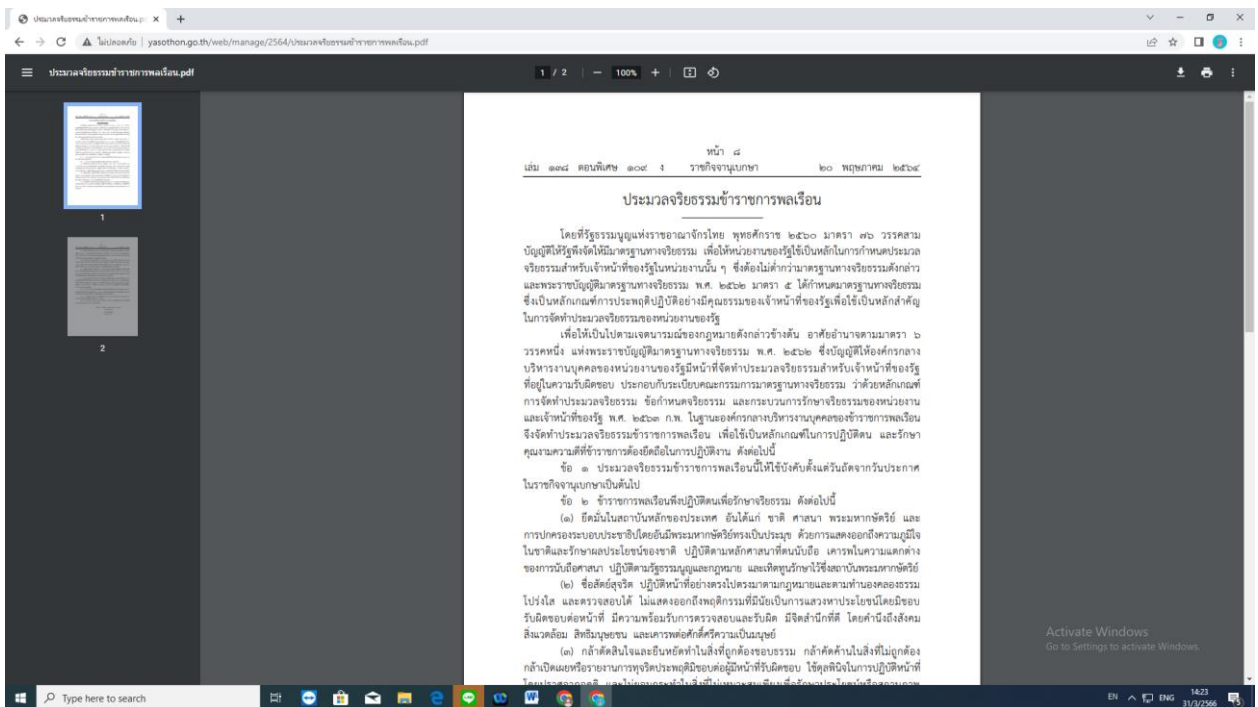 ประมวลจริยธรรมข้าราชการพลเรือน.p
ไม่ปลอดภัย | yasothon.go.th/web/manage/2564/ประมวลจริยธรรมข้าราชการพลเรือน.pdf
ประมวลจริยธรรมข้าราชการพลเรือน.pdf
1 / 2
100%
1
2
หน้า ๘
เล่ม ๑๓๘ ตอนพิเศษ ๑๐๙ ง ราชกิจจานุเบกษา ๒๐ พฤษภาคม ๒๕๖๔
ประมวลจริยธรรมข้าราชการพลเรือน
โดยที่รัฐธรรมนูญแห่งราชอาณาจักรไทย พุทธศักราช ๒๕๖๐ มาตรา ๗๖ วรรคสาม
บัญญัติให้รัฐพึงจัดให้มีมาตรฐานทางจริยธรรม เพื่อให้หน่วยงานของรัฐใช้เป็นหลักในการกำหนดประมวล
จริยธรรมสำหรับเจ้าหน้าที่ของรัฐในหน่วยงานนั้น ๆ ซึ่งต้องไม่ต่ำกว่ามาตรฐานทางจริยธรรมดังกล่าว
และพระราชบัญญัติมาตรฐานทางจริยธรรม พ.ศ. ๒๕๖๒ มาตรา ๕ ได้กำหนดมาตรฐานทางจริยธรรม
ซึ่งเป็นหลักเกณฑ์การประพฤติปฏิบัติอย่างมีคุณธรรมของเจ้าหน้าที่ของรัฐเพื่อใช้เป็นหลักสำคัญ
ในการจัดทำประมวลจริยธรรมของหน่วยงานของรัฐ
เพื่อให้เป็นไปตามเจตนารมณ์ของกฎหมายดังกล่าวข้างต้น อาศัยอำนาจตามมาตรา ๖
วรรคหนึ่ง แห่งพระราชบัญญัติมาตรฐานทางจริยธรรม พ.ศ. ๒๕๖๒ ซึ่งบัญญัติให้องค์กรกลาง
บริหารงานบุคคลของหน่วยงานของรัฐมีหน้าที่จัดทำประมวลจริยธรรมสำหรับเจ้าหน้าที่ของรัฐ
ที่อยู่ในความรับผิดชอบ ประกอบกับระเบียบคณะกรรมการมาตรฐานทางจริยธรรม ว่าด้วยหลักเกณฑ์
การจัดทำประมวลจริยธรรม ข้อกำหนดจริยธรรม และกระบวนการรักษาจริยธรรมของหน่วยงาน
และเจ้าหน้าที่ของรัฐ พ.ศ. ๒๕๖๓ ก.พ. ในฐานะองค์กรกลางบริหารงานบุคคลของข้าราชการพลเรือน
จึงจัดทำประมวลจริยธรรมข้าราชการพลเรือน เพื่อใช้เป็นหลักเกณฑ์ในการปฏิบัติตน และรักษา
คุณงามความดีที่ข้าราชการต้องยึดถือในการปฏิบัติงาน ดังต่อไปนี้
ข้อ ๑ ประมวลจริยธรรมข้าราชการพลเรือนนี้ให้ใช้บังคับตั้งแต่วันถัดจากวันประกาศ
ในราชกิจจานุเบกษาเป็นต้นไป
ข้อ ๒ ข้าราชการพลเรือนพึงปฏิบัติตนเพื่อรักษาจริยธรรม ดังต่อไปนี้
(๑) ยึดมั่นในสถาบันหลักของประเทศ อันได้แก่ ชาติ ศาสนา พระมหากษัตริย์ และ
การปกครองระบอบประชาธิปไตยอันมีพระมหากษัตริย์ทรงเป็นประมุข ด้วยการแสดงออกถึงความภูมิใจ
ในชาติและรักษาผลประโยชน์ของชาติ ปฏิบัติตามหลักศาสนาที่ตนนับถือ เคารพในความแตกต่าง
ของการนับถือศาสนา ปฏิบัติตามรัฐธรรมนูญและกฎหมาย และเทิดทูนรักษาไว้ซึ่งสถาบันพระมหากษัตริย์
(๒) ซื่อสัตย์สุจริต ปฏิบัติหน้าที่อย่างตรงไปตรงมาตามกฎหมายและตามทำนองคลองธรรม
โปร่งใส และตรวจสอบได้ ไม่แสดงออกถึงพฤติกรรมที่มีนัยเป็นการแสวงหาประโยชน์โดยมิชอบ
รับผิดชอบต่อหน้าที่ มีความพร้อมรับการตรวจสอบและรับผิด มีจิตสำนึกที่ดี โดยคำนึงถึงสังคม
สิ่งแวดล้อม สิทธิมนุษยชน และเคารพต่อศักดิ์ศรีความเป็นมนุษย์
(๓) กล้าตัดสินใจและยืนหยัดทำในสิ่งที่ถูกต้องชอบธรรม กล้าคัดค้านในสิ่งที่ไม่ถูกต้อง
กล้าเปิดเผยหรือรายงานการทุจริตประพฤติมิชอบต่อผู้มีหน้าที่รับผิดชอบ ใช้ดุลพินิจในการปฏิบัติหน้าที่
โดยปราศจากอคติ และไม่ยอมกระทำในสิ่งที่ไม่เหมาะสมเพียงเพื่อรักษาประโยชน์หรือสถานภาพ
Activate Windows
Go to Settings to activate Windows.
Type here to search
EN
ENG
14:23
31/3/2566